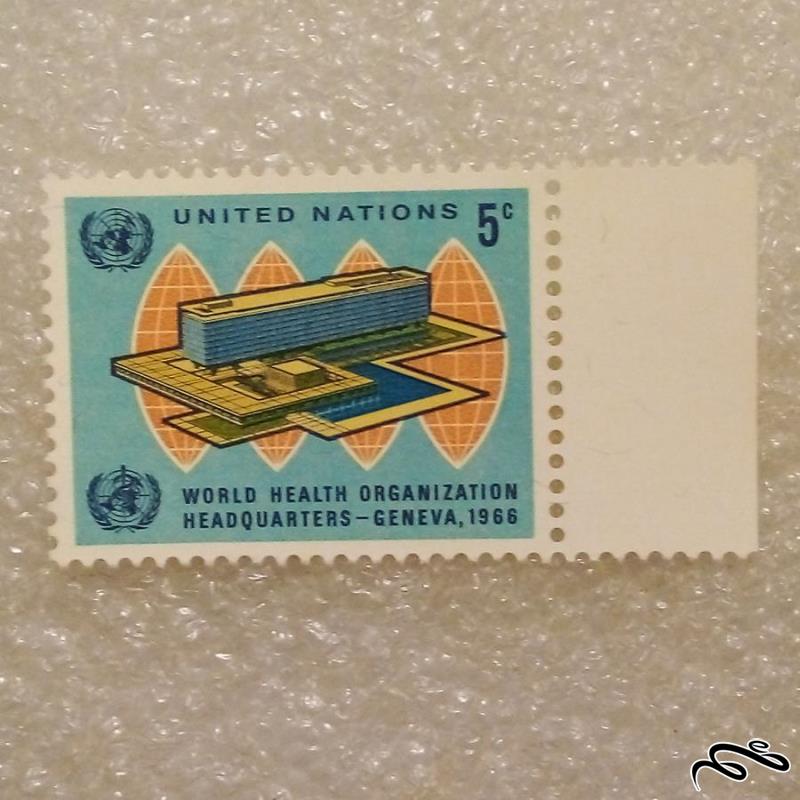 UNITED NATIONS 5c
WORLD HEALTH ORGANIZATION
HEADQUARTERS–GENEVA, 1966